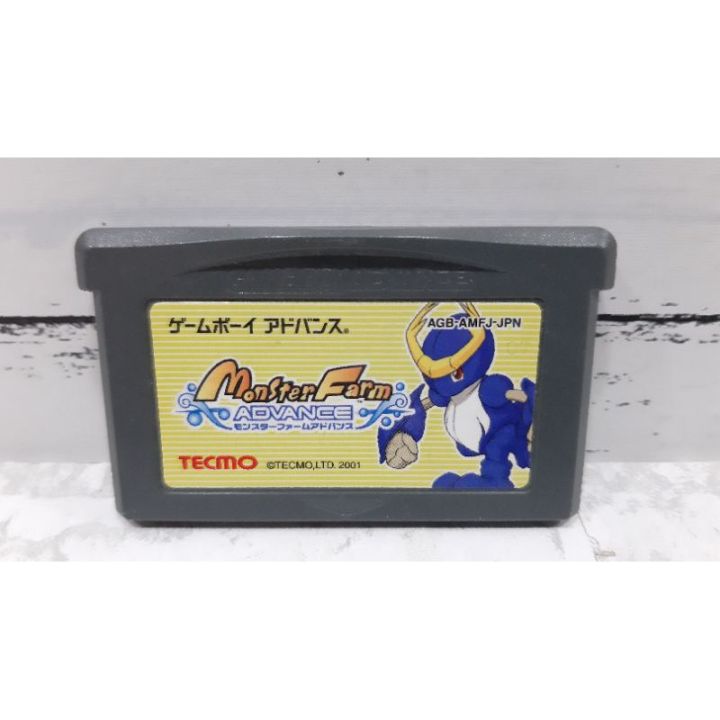 ゲームボーイ アドバンス®
AGB-AMFJ-JPN
Monster Farm™
ADVANCE
モンスターファームアドバンス
TECMO ©TECMO,LTD. 2001